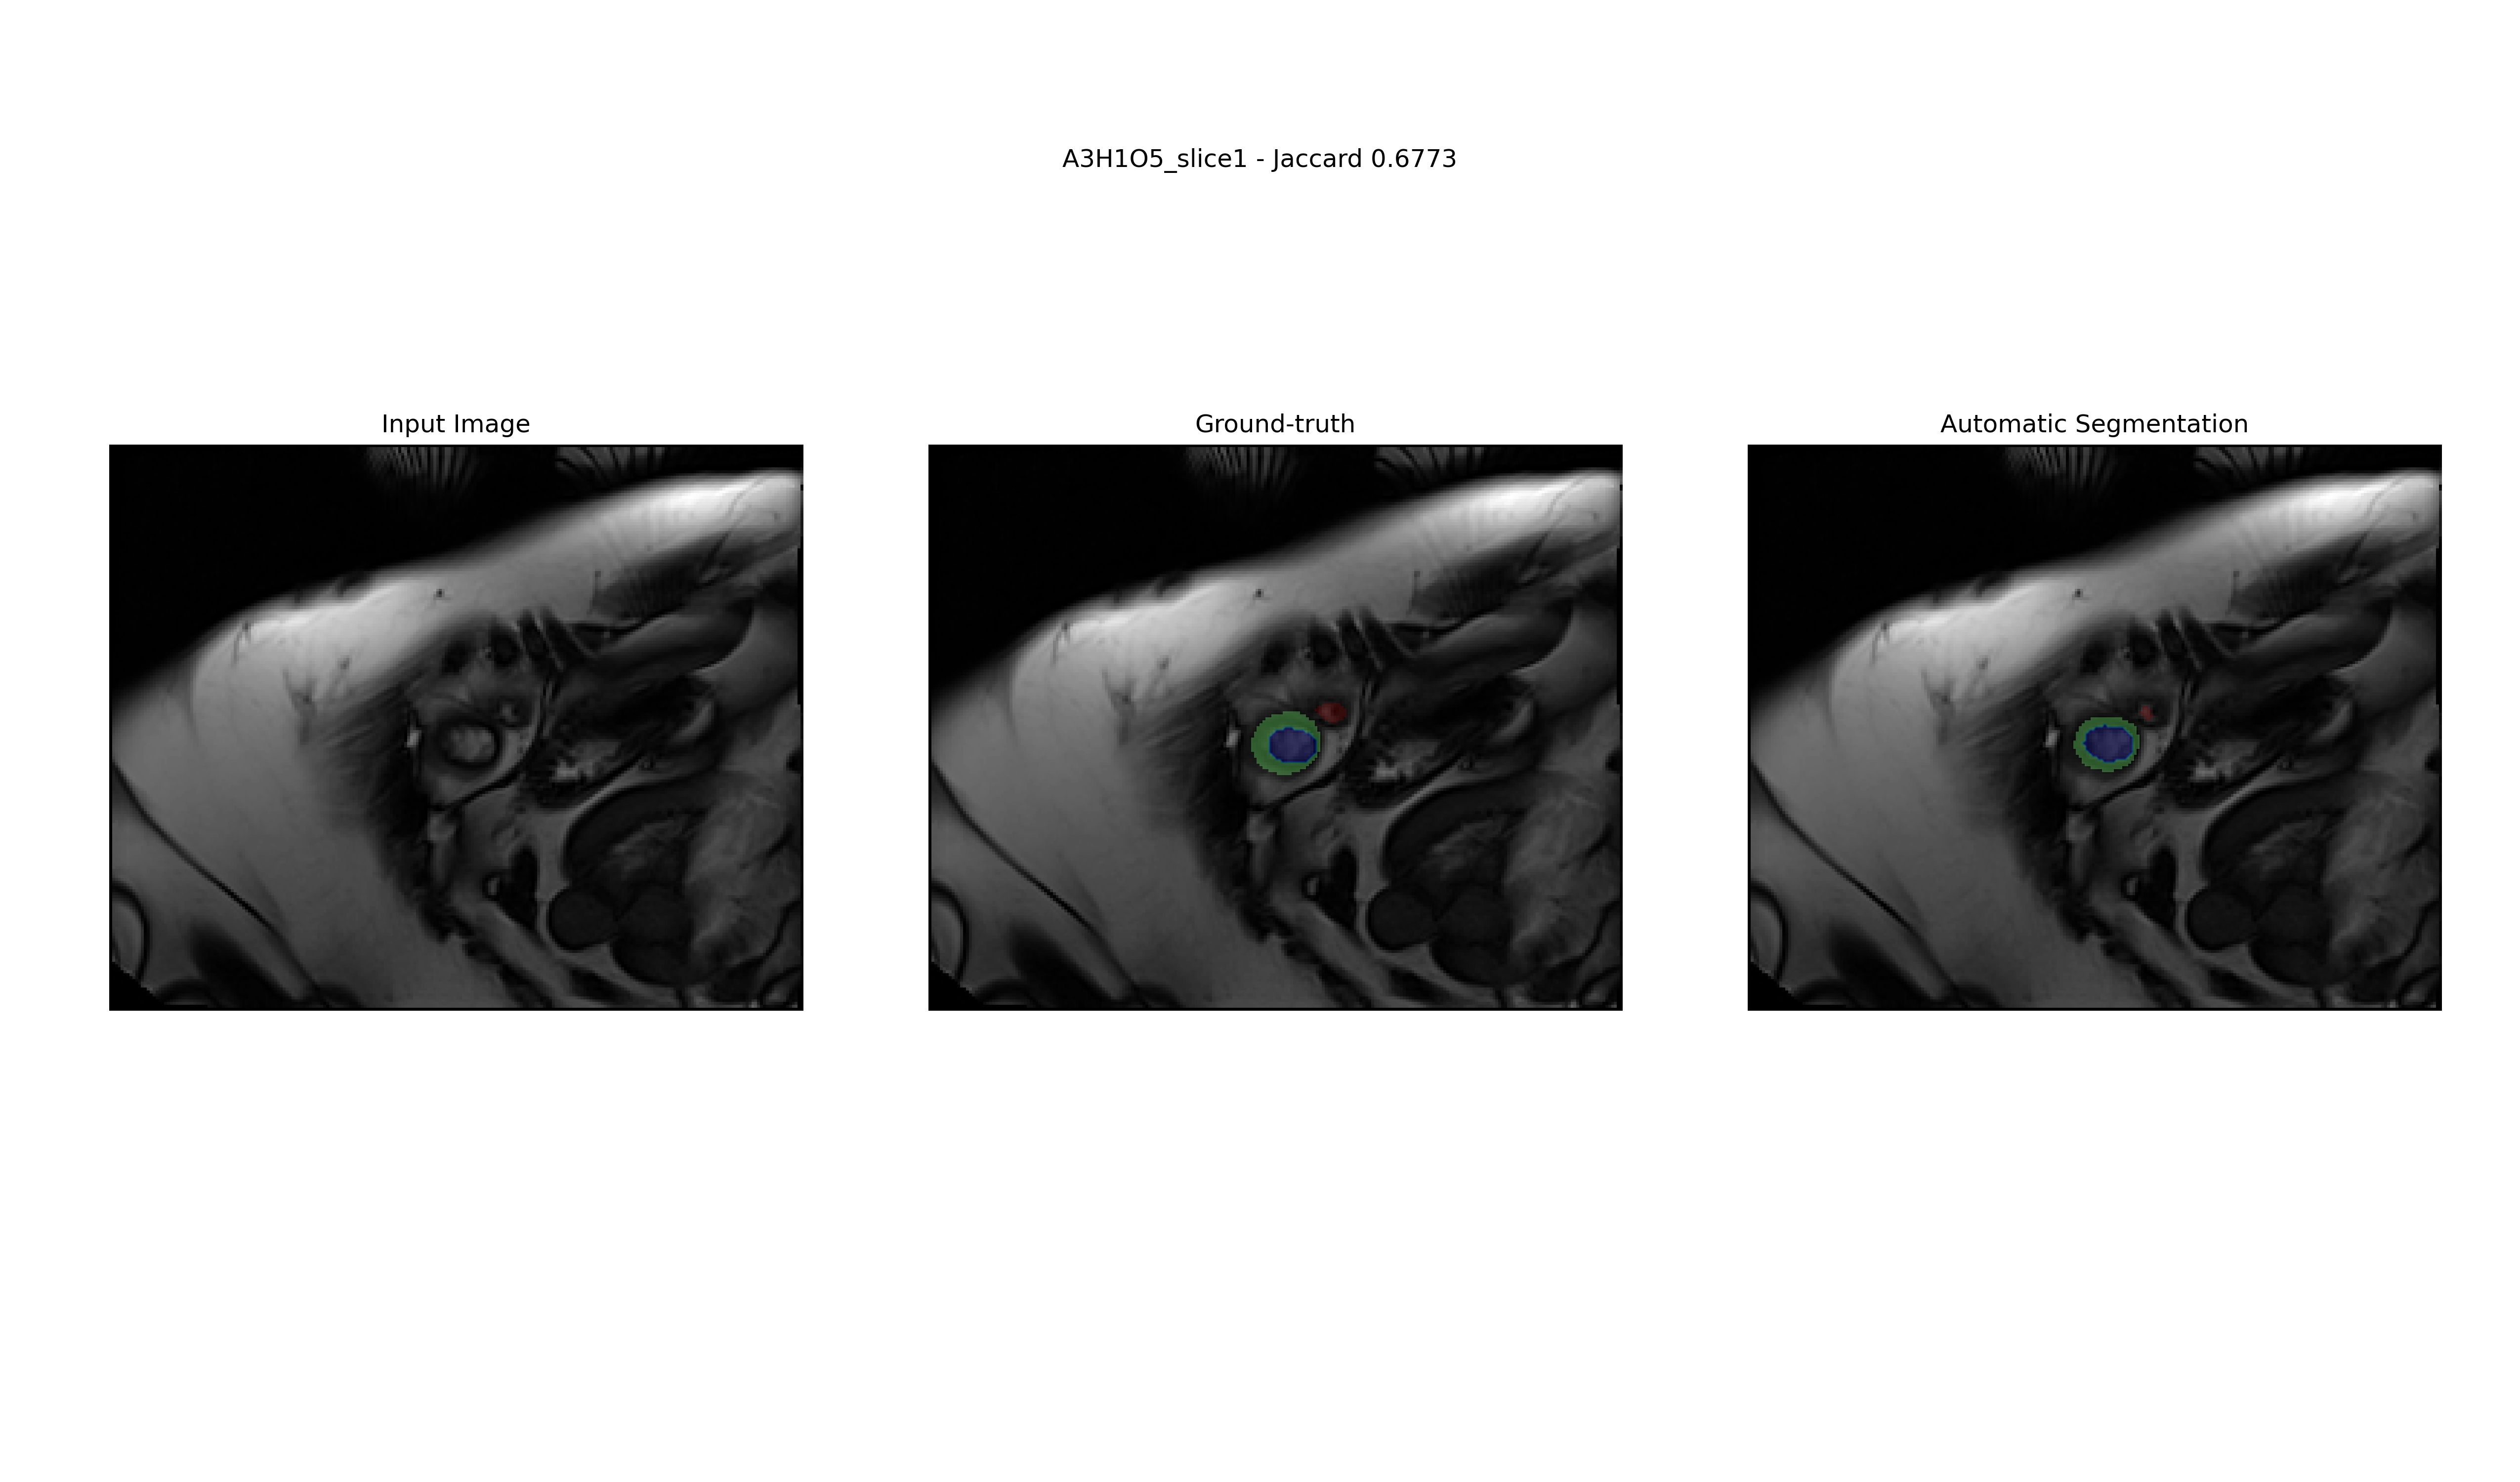 A3H1O5_slice1 - Jaccard 0.6773
Input Image
Ground-truth
Automatic Segmentation